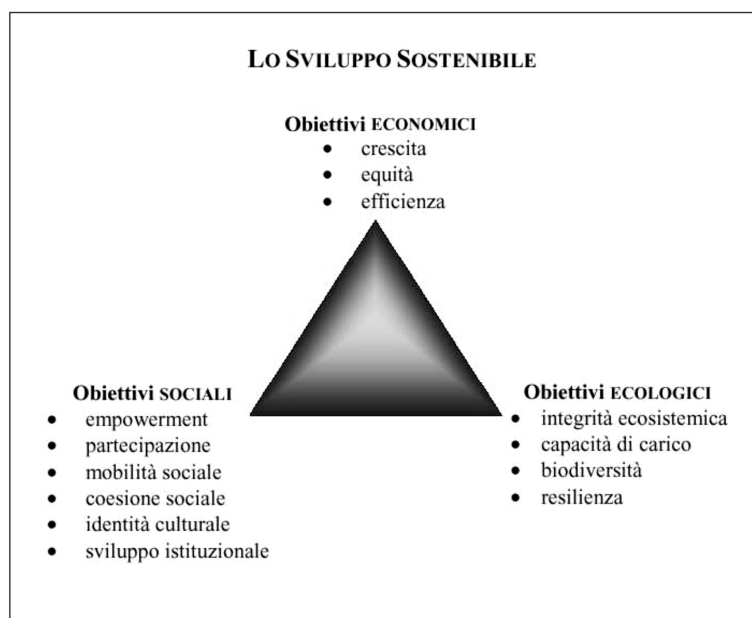 LO SVILUPPO SOSTENIBILE
Obiettivi ECONOMICI
• crescita
• equità
• efficienza
Obiettivi SOCIALI
• empowerment
• partecipazione
• mobilità sociale
• coesione sociale
• identità culturale
• sviluppo istituzionale
Obiettivi ECOLOGICI
• integrità ecosistemica
• capacità di carico
• biodiversità
• resilienza